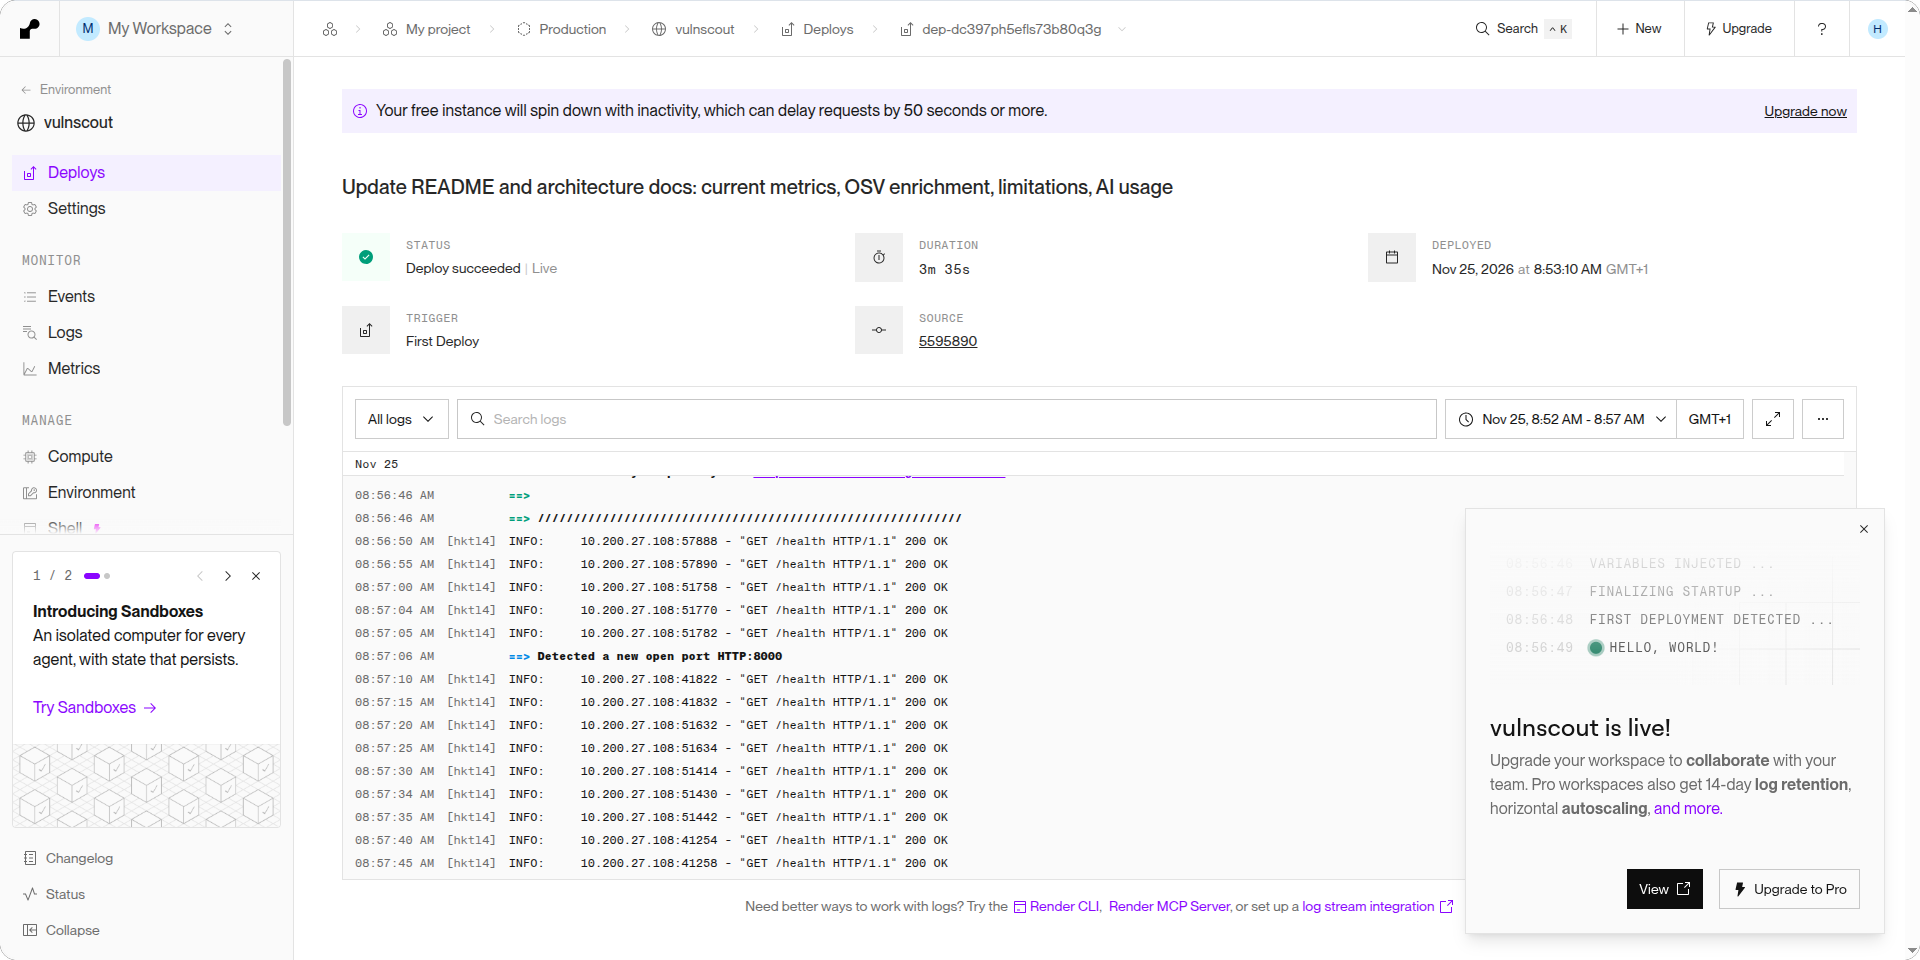 M My Workspace
My project
Production
vulnscout
Deploys
dep-dc397ph5efls73b80q3g
Search ^ K
+ New
Upgrade
?
H
← Environment
vulnscout
Deploys
Settings
MONITOR
Events
Logs
Metrics
MANAGE
Compute
Environment
Shell
1 / 2
Introducing Sandboxes
An isolated computer for every
agent, with state that persists.
Try Sandboxes →
Changelog
Status
Collapse
Your free instance will spin down with inactivity, which can delay requests by 50 seconds or more.
Upgrade now
Update README and architecture docs: current metrics, OSV enrichment, limitations, AI usage
STATUS
Deploy succeeded | Live
DURATION
3m 35s
DEPLOYED
Nov 25, 2026 at 8:53:10 AM GMT+1
TRIGGER
First Deploy
SOURCE
5595890
All logs
Search logs
Nov 25, 8:52 AM - 8:57 AM
GMT+1
...
Nov 25
08:56:46 AM ==>
08:56:46 AM ==> ///////////////////////////////////////////////////////////
08:56:50 AM [hktl4] INFO: 10.200.27.108:57888 - "GET /health HTTP/1.1" 200 OK
08:56:55 AM [hktl4] INFO: 10.200.27.108:57890 - "GET /health HTTP/1.1" 200 OK
08:57:00 AM [hktl4] INFO: 10.200.27.108:51758 - "GET /health HTTP/1.1" 200 OK
08:57:04 AM [hktl4] INFO: 10.200.27.108:51770 - "GET /health HTTP/1.1" 200 OK
08:57:05 AM [hktl4] INFO: 10.200.27.108:51782 - "GET /health HTTP/1.1" 200 OK
08:57:06 AM ==> Detected a new open port HTTP:8000
08:57:10 AM [hktl4] INFO: 10.200.27.108:41822 - "GET /health HTTP/1.1" 200 OK
08:57:15 AM [hktl4] INFO: 10.200.27.108:41832 - "GET /health HTTP/1.1" 200 OK
08:57:20 AM [hktl4] INFO: 10.200.27.108:51632 - "GET /health HTTP/1.1" 200 OK
08:57:25 AM [hktl4] INFO: 10.200.27.108:51634 - "GET /health HTTP/1.1" 200 OK
08:57:30 AM [hktl4] INFO: 10.200.27.108:51414 - "GET /health HTTP/1.1" 200 OK
08:57:34 AM [hktl4] INFO: 10.200.27.108:51430 - "GET /health HTTP/1.1" 200 OK
08:57:35 AM [hktl4] INFO: 10.200.27.108:51442 - "GET /health HTTP/1.1" 200 OK
08:57:40 AM [hktl4] INFO: 10.200.27.108:41254 - "GET /health HTTP/1.1" 200 OK
08:57:45 AM [hktl4] INFO: 10.200.27.108:41258 - "GET /health HTTP/1.1" 200 OK
Need better ways to work with logs? Try the Render CLI, Render MCP Server, or set up a log stream integration
VARIABLES INJECTED ...
08:56:47 FINALIZING STARTUP ...
08:56:48 FIRST DEPLOYMENT DETECTED ...
08:56:49 HELLO, WORLD!
vulnscout is live!
Upgrade your workspace to collaborate with your
team. Pro workspaces also get 14-day log retention,
horizontal autoscaling, and more.
View
Upgrade to Pro